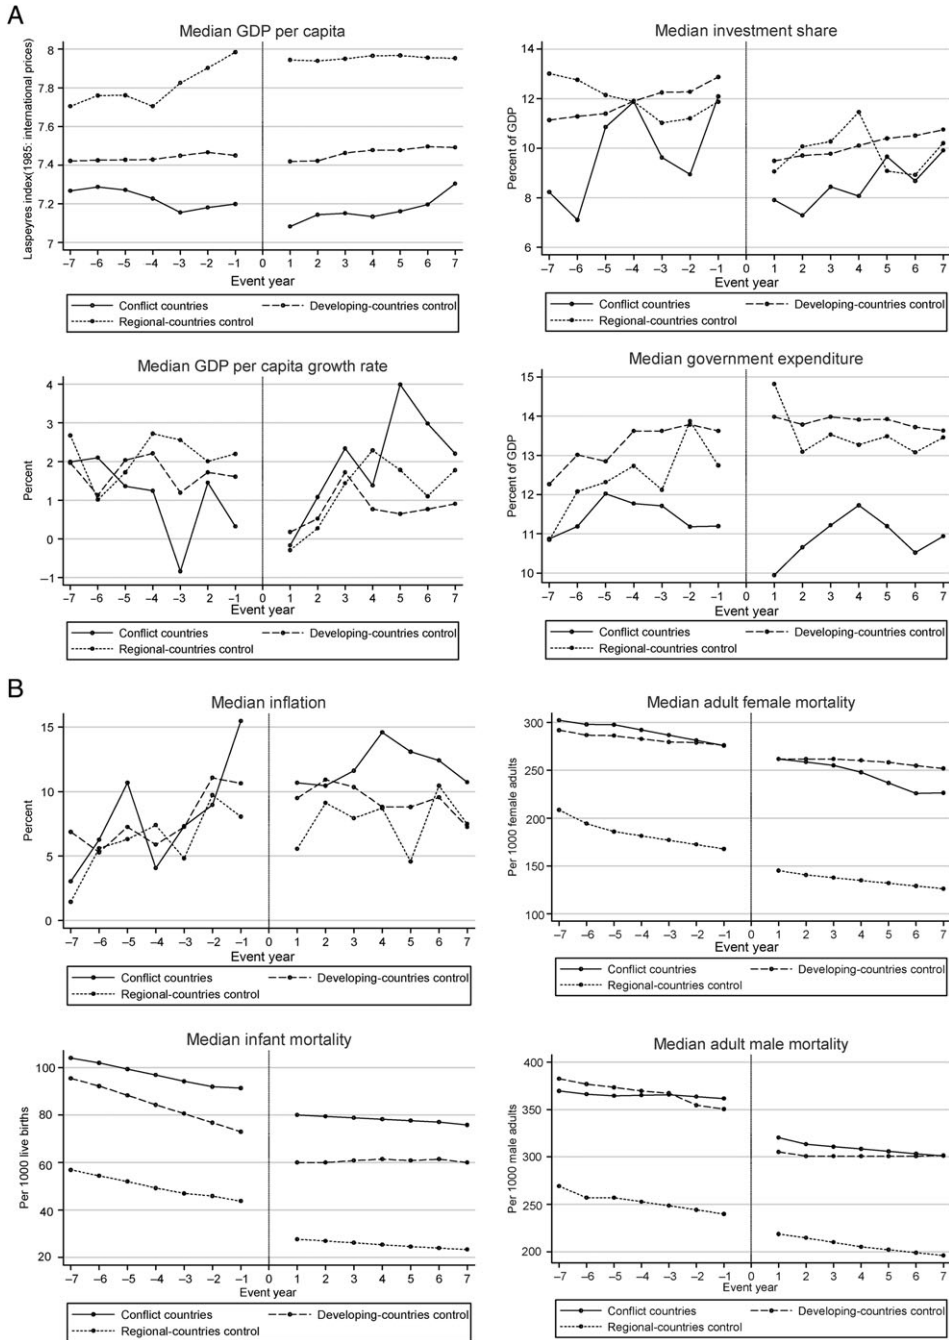 A
Median GDP per capita
Laspeyres index(1985: international prices)
8
7.8
7.6
7.4
7.2
7
−7 −6 −5 −4 −3 −2 −1 0 1 2 3 4 5 6 7
Event year
Conflict countries Developing-countries control
Regional-countries control
Median investment share
Percent of GDP
14
12
10
8
6
−7 −6 −5 −4 −3 −2 −1 0 1 2 3 4 5 6 7
Event year
Conflict countries Developing-countries control
Regional-countries control
Median GDP per capita growth rate
Percent
4
3
2
1
0
−1
−7 −6 −5 −4 −3 −2 −1 0 1 2 3 4 5 6 7
Event year
Conflict countries Developing-countries control
Regional-countries control
Median government expenditure
Percent of GDP
15
14
13
12
11
10
−7 −6 −5 −4 −3 −2 −1 0 1 2 3 4 5 6 7
Event year
Conflict countries Developing-countries control
Regional-countries control
B
Median inflation
Percent
15
10
5
0
−7 −6 −5 −4 −3 −2 −1 0 1 2 3 4 5 6 7
Event year
Conflict countries Developing-countries control
Regional-countries control
Median adult female mortality
Per 1000 female adults
300
250
200
150
100
−7 −6 −5 −4 −3 −2 −1 0 1 2 3 4 5 6 7
Event year
Conflict countries Developing-countries control
Regional-countries control
Median infant mortality
Per 1000 live births
100
80
60
40
20
−7 −6 −5 −4 −3 −2 −1 0 1 2 3 4 5 6 7
Event year
Conflict countries Developing-countries control
Regional-countries control
Median adult male mortality
Per 1000 male adults
400
350
300
250
200
−7 −6 −5 −4 −3 −2 −1 0 1 2 3 4 5 6 7
Event year
Conflict countries Developing-countries control
Regional-countries control